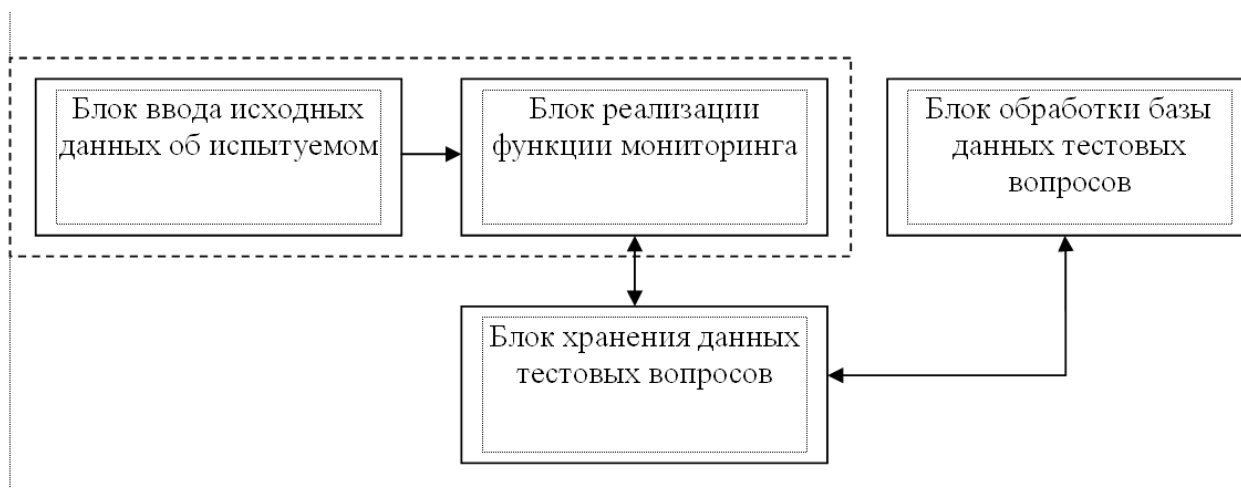 Блок ввода исходных
данных об испытуемом
Блок реализации
функции мониторинга
Блок обработки базы
данных тестовых
вопросов
Блок хранения данных
тестовых вопросов